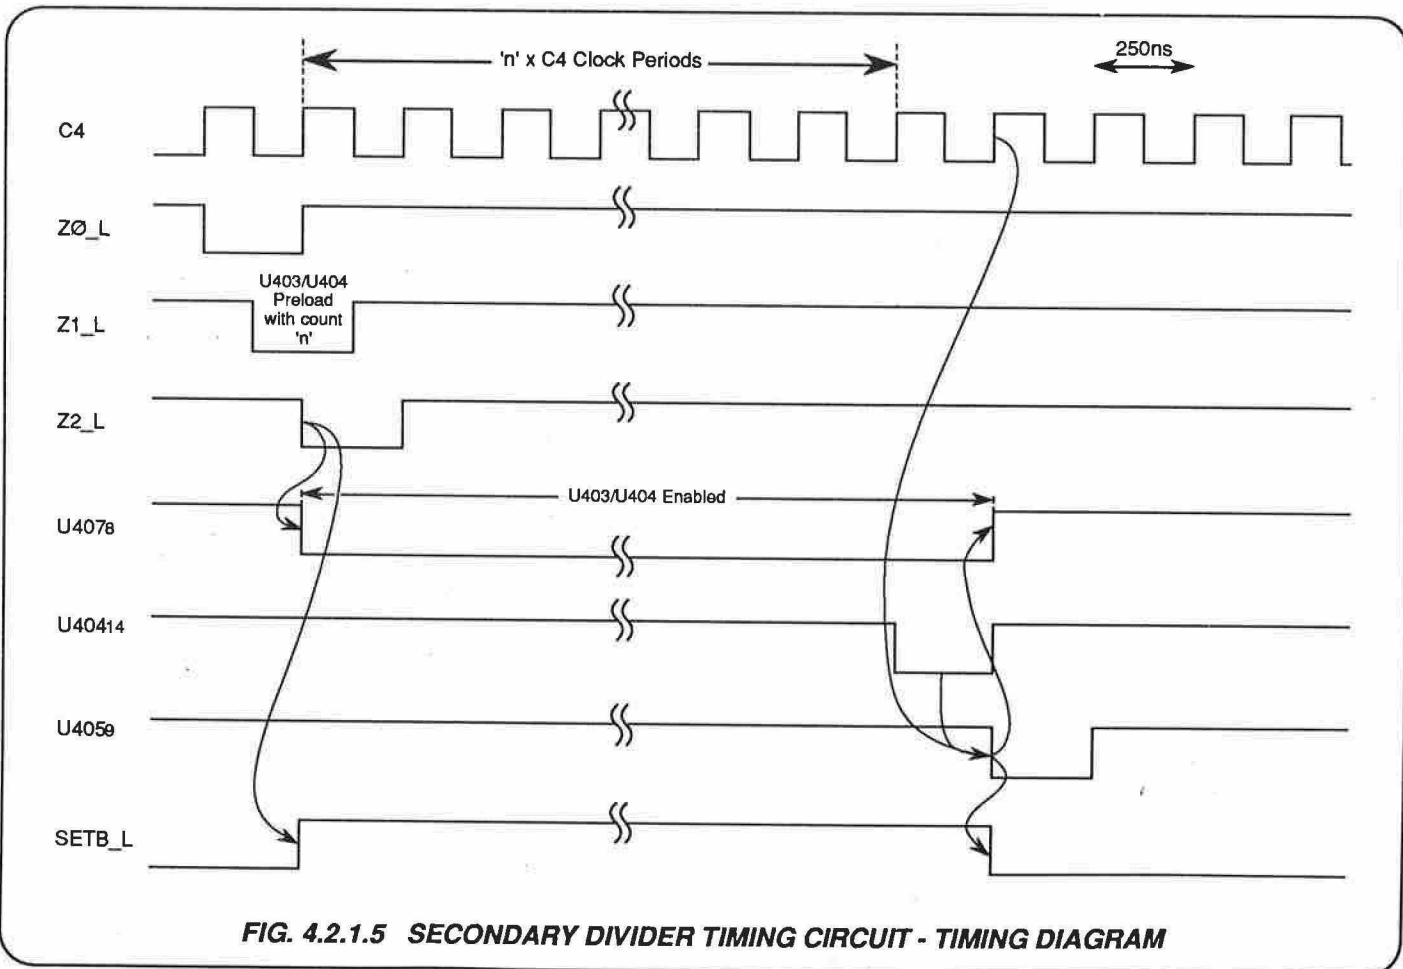 'n' x C4 Clock Periods
250ns
C4
ZØ_L
U403/U404
Preload
with count
'n'
Z1_L
Z2_L
U403/U404 Enabled
U4078
U40414
U4059
SETB_L
FIG. 4.2.1.5 SECONDARY DIVIDER TIMING CIRCUIT - TIMING DIAGRAM